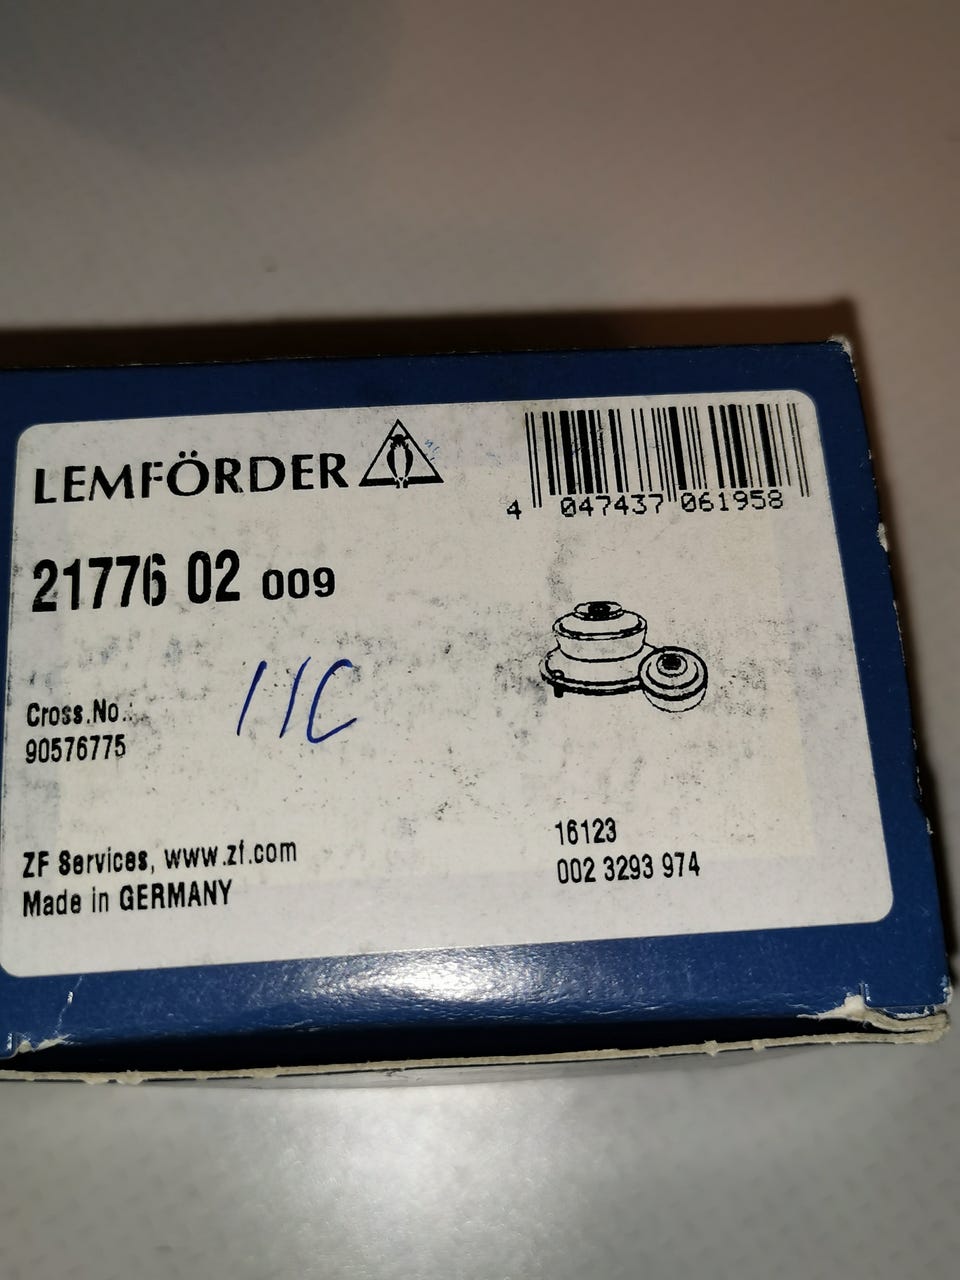 LEMFÖRDER
4 047437 061958
21776 02 009
11C
Cross.No.:
90576775
ZF Services, www.zf.com
Made in GERMANY
16123
002 3293 974